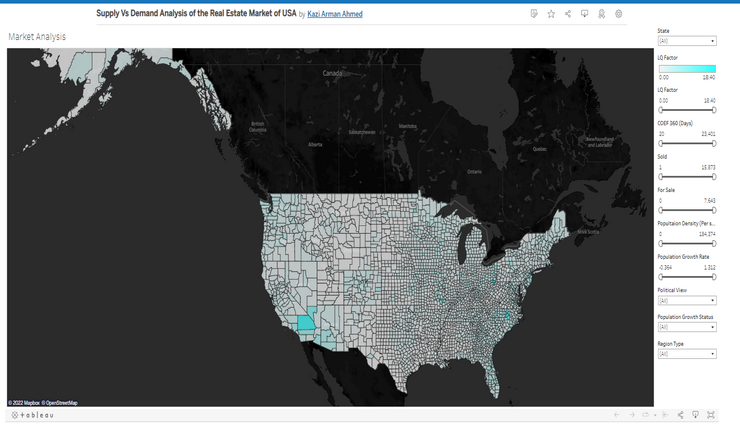 Supply Vs Demand Analysis of the Real Estate Market of USA by Kazi Arman Ahmed
Market Analysis
State
(All)
LQ Factor
0.00 18.40
LQ Factor
0.00 18.40
COEF 360 (Days)
20 23,401
Sold
1 15,873
For Sale
0 7,643
Popultaion Density (Per s...
0 184,374
Population Growth Rate
-0.364 1.312
Political View
(All)
Population Growth Status
(All)
Region Type
(All)
Canada
British Columbia
Alberta
Saskatchewan
Manitoba
Ontario
Quebec
Newfoundland and Labrador
Nova Scotia
© 2022 Mapbox © OpenStreetMap
+ableau